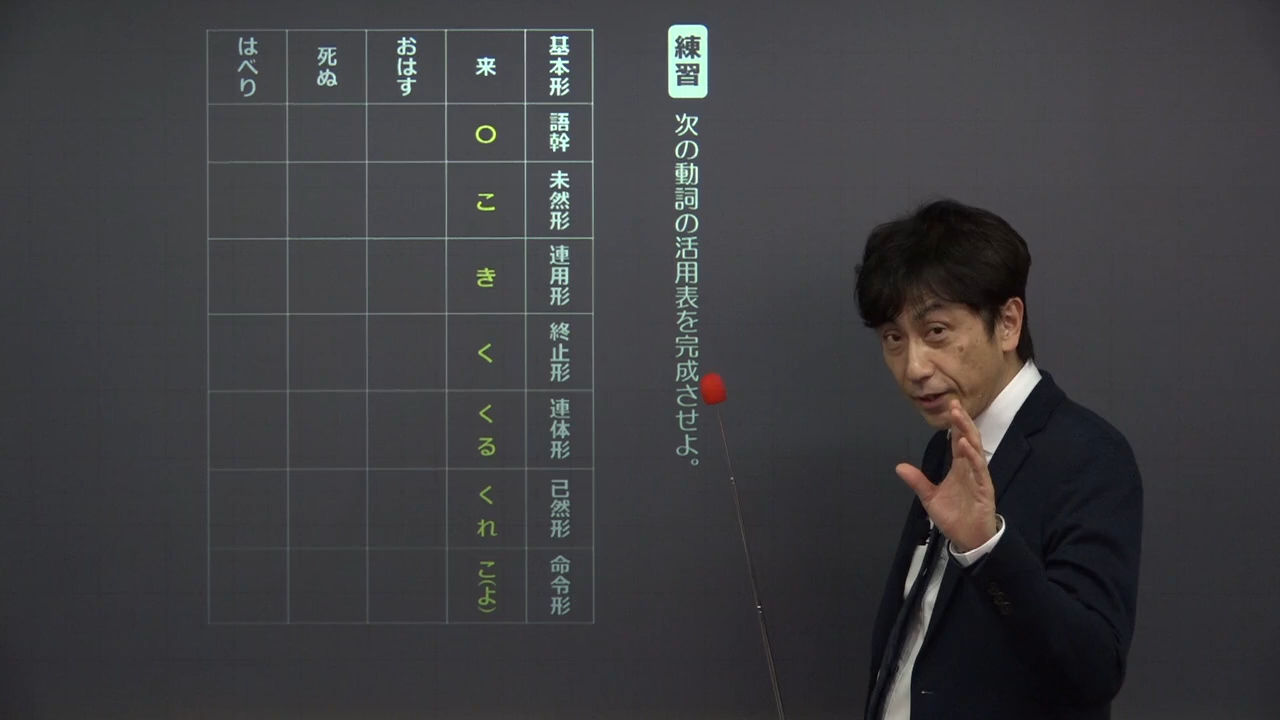 練習
次の動詞の活用表を完成させよ。
基本形 語幹 未然形 連用形 終止形 連体形 已然形 命令形
来 〇 こ き く くる くれ こ(よ)
おはす
死ぬ
はべり